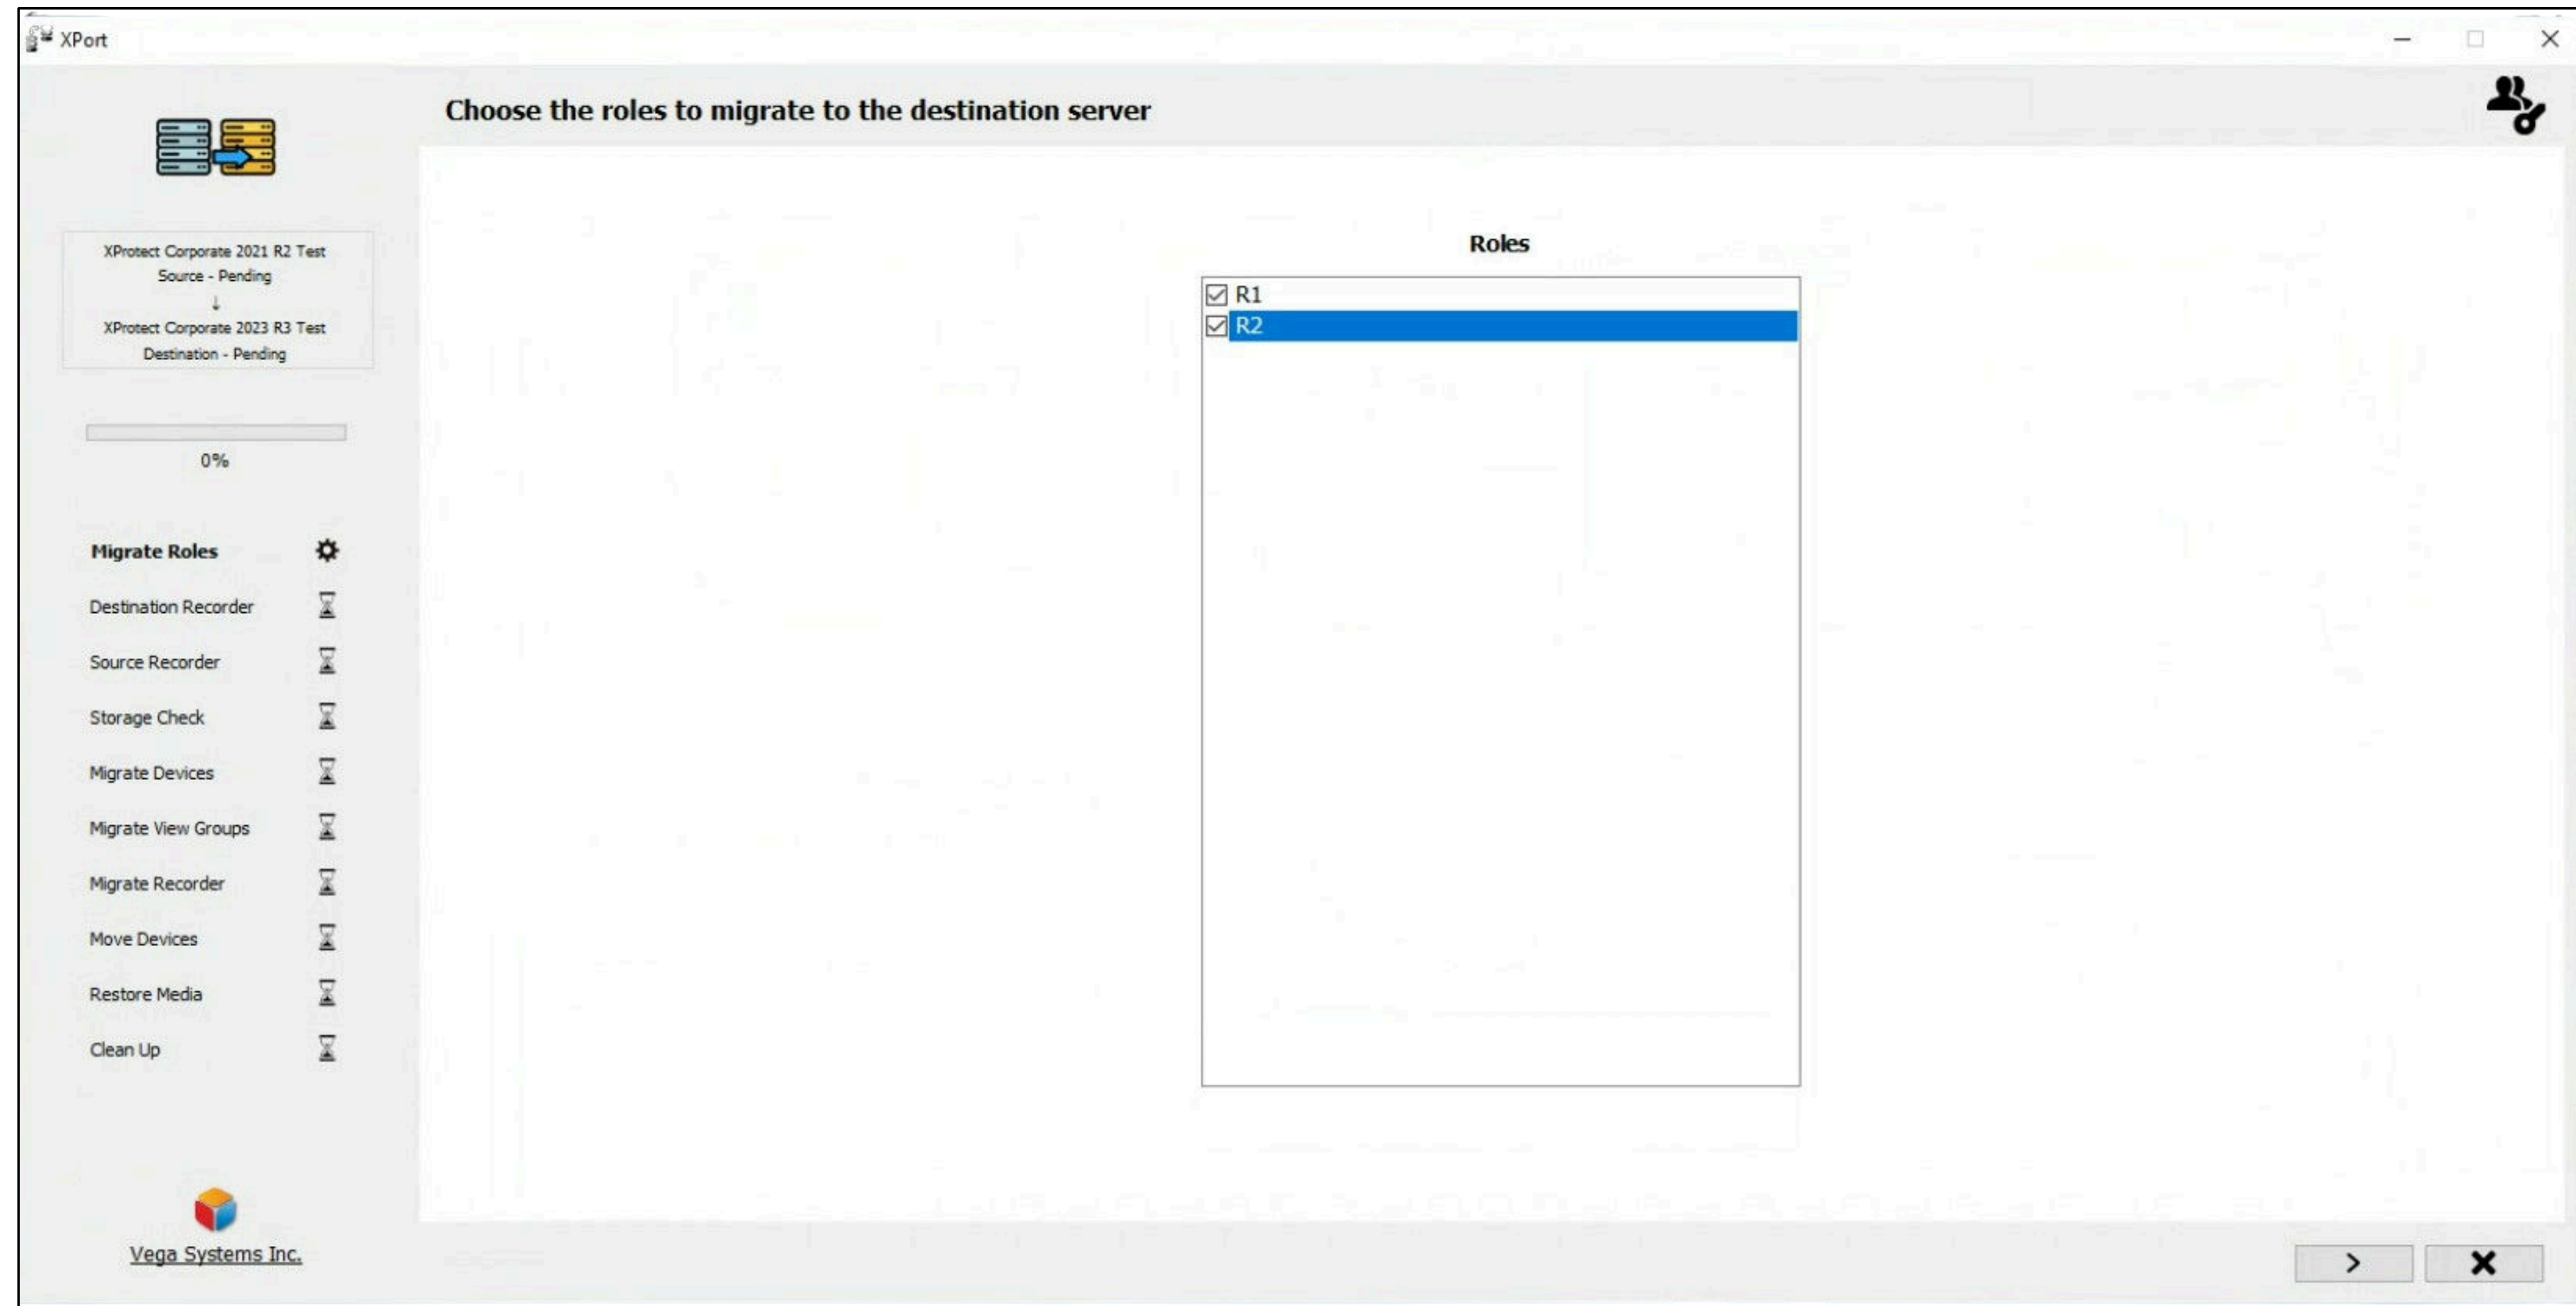 XPort
Choose the roles to migrate to the destination server
XProtect Corporate 2021 R2 Test
Source - Pending
↓
XProtect Corporate 2023 R3 Test
Destination - Pending
0%
Migrate Roles
Destination Recorder
Source Recorder
Storage Check
Migrate Devices
Migrate View Groups
Migrate Recorder
Move Devices
Restore Media
Clean Up
Vega Systems Inc.
Roles
R1
R2